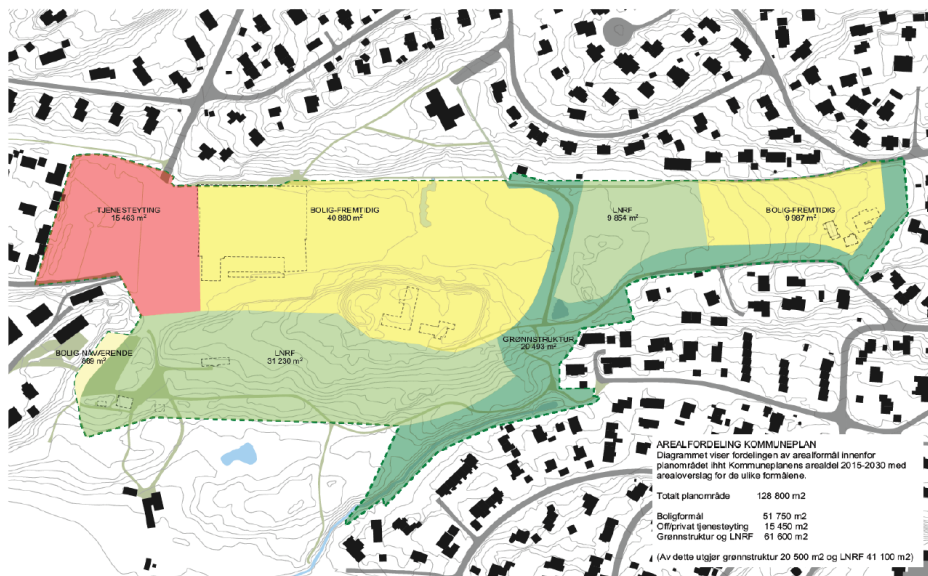 TJENESTEYTING
15 463 m²
BOLIG-FREMTIDIG
40 880 m²
LNRF
9 854 m²
BOLIG-FREMTIDIG
9 987 m²
BOLIG-NÅVÆRENDE
869 m²
LNRF
31 230 m²
GRØNNSTRUKTUR
20 493 m²
AREALFORDELING KOMMUNEPLAN
Diagrammet viser fordelingen av arealformål innenfor
planområdet ihht Kommuneplanens arealdel 2015-2030 med
arealoverslag for de ulike formålene.
Totalt planområde 128 800 m2
Boligformål 51 750 m2
Off/privat tjenesteyting 15 450 m2
Grønnstruktur og LNRF 61 600 m2
(Av dette utgjør grønnstruktur 20 500 m2 og LNRF 41 100 m2)